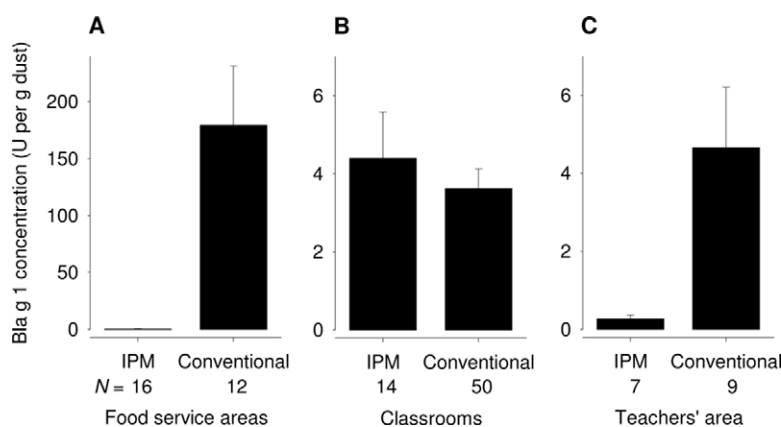 A B C
Bla g 1 concentration (U per g dust)
200 6 6
150
4 4
100
2 2
50
0 0 0
IPM Conventional IPM Conventional IPM Conventional
N = 16 12 14 50 7 9
Food service areas Classrooms Teachers' area